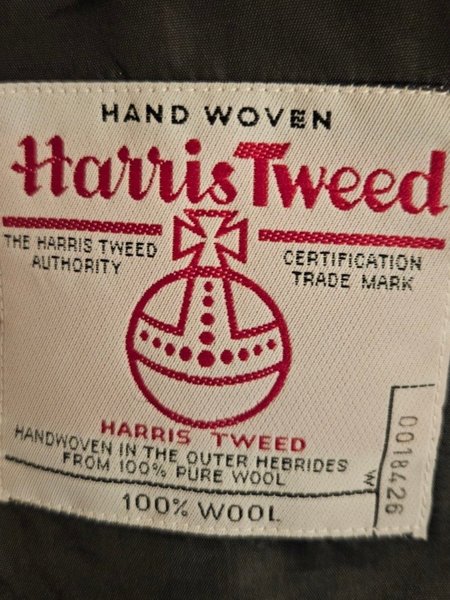 HAND WOVEN
Harris Tweed
THE HARRIS TWEED
AUTHORITY
CERTIFICATION
TRADE MARK
HARRIS TWEED
HANDWOVEN IN THE OUTER HEBRIDES
FROM 100% PURE WOOL
100% WOOL
W
0018426